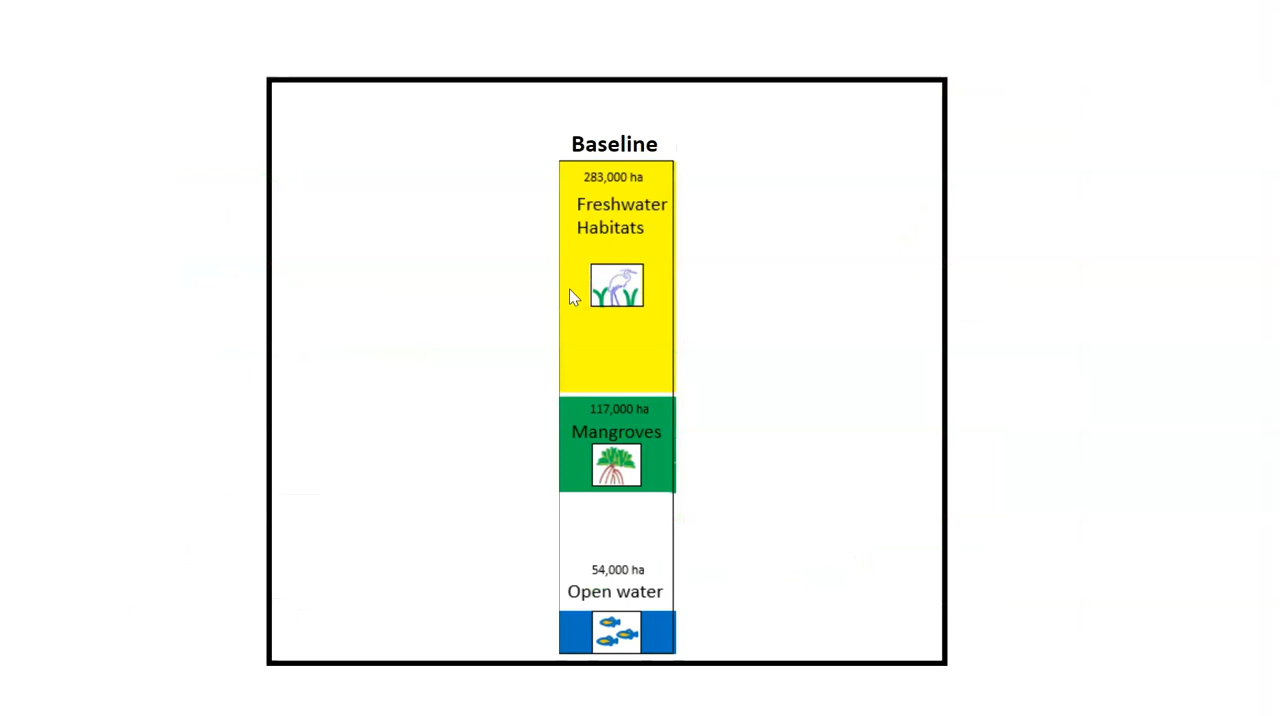 Baseline
283,000 ha
Freshwater
Habitats
117,000 ha
Mangroves
54,000 ha
Open water